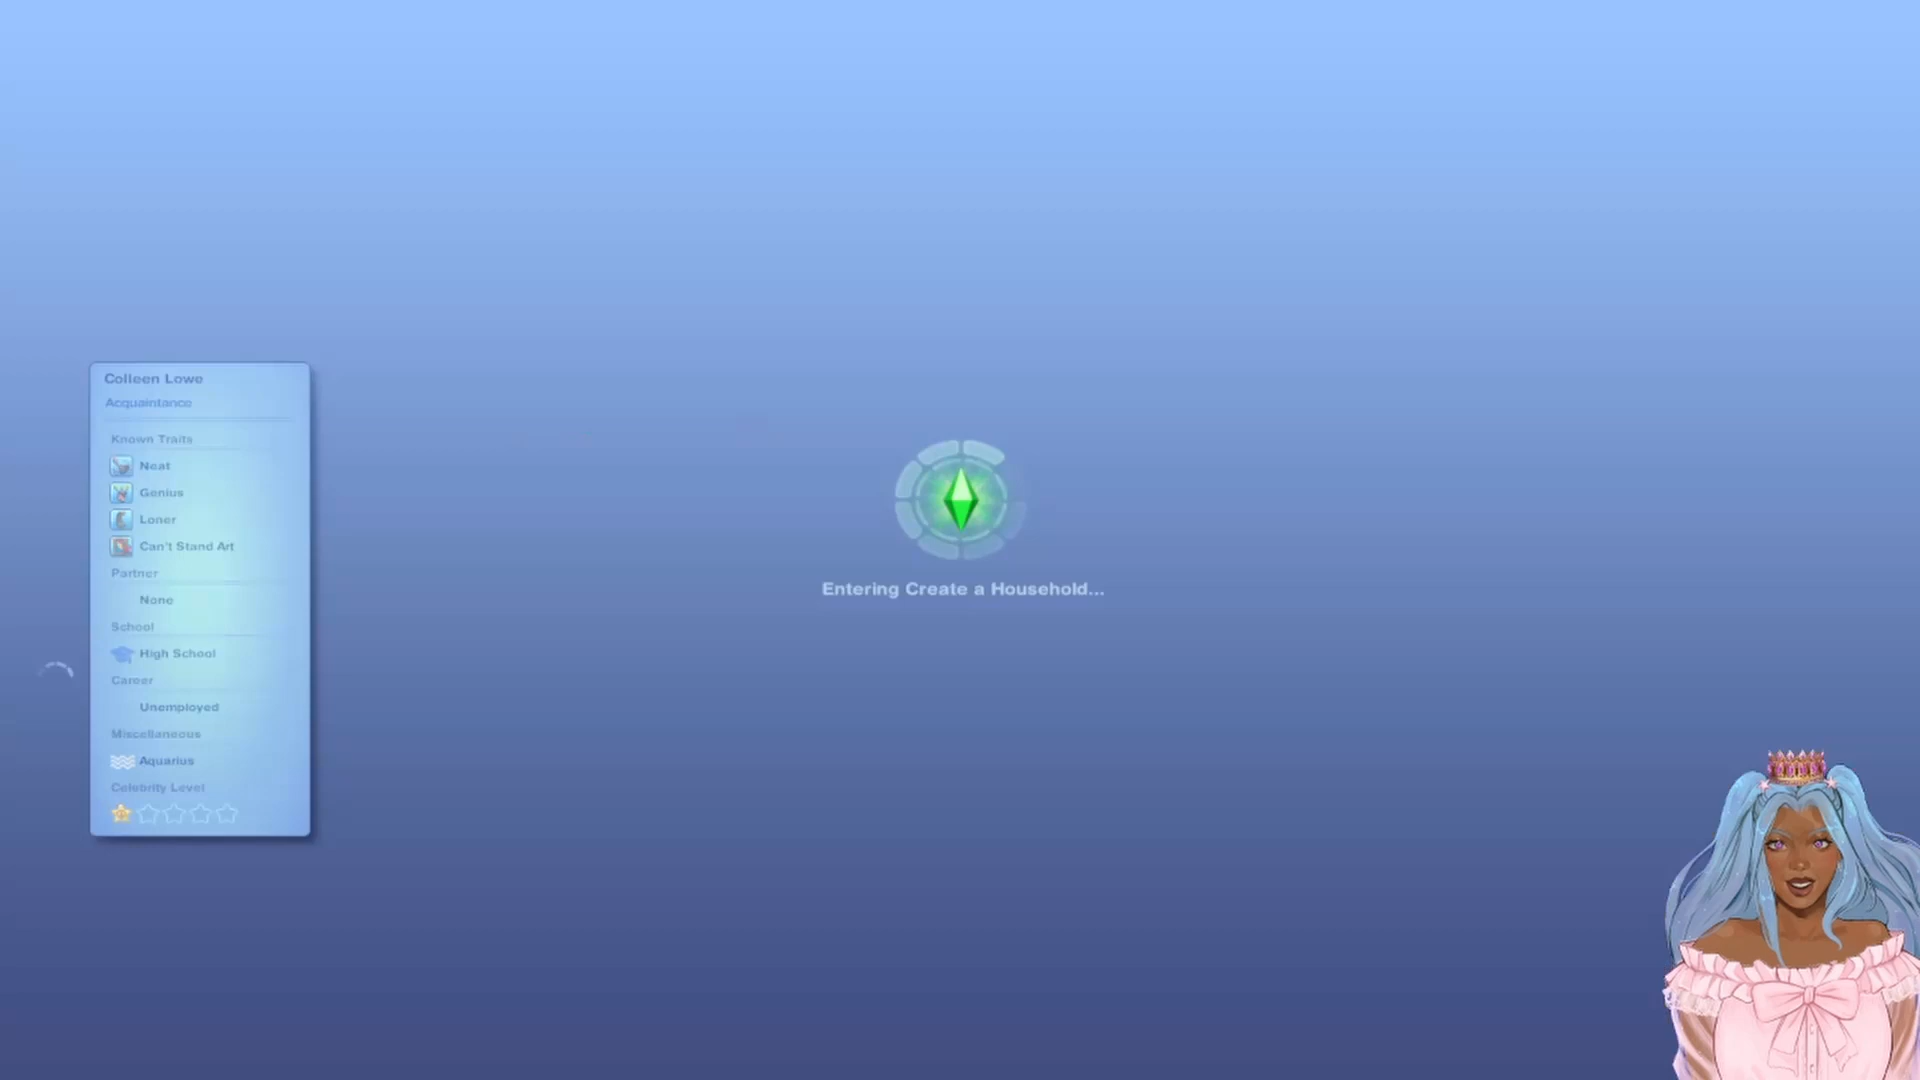 Colleen Lowe
Acquaintance
Known Traits
Neat
Genius
Loner
Can't Stand Art
Partner
None
School
High School
Career
Unemployed
Miscellaneous
Aquarius
Celebrity Level
Entering Create a Household...